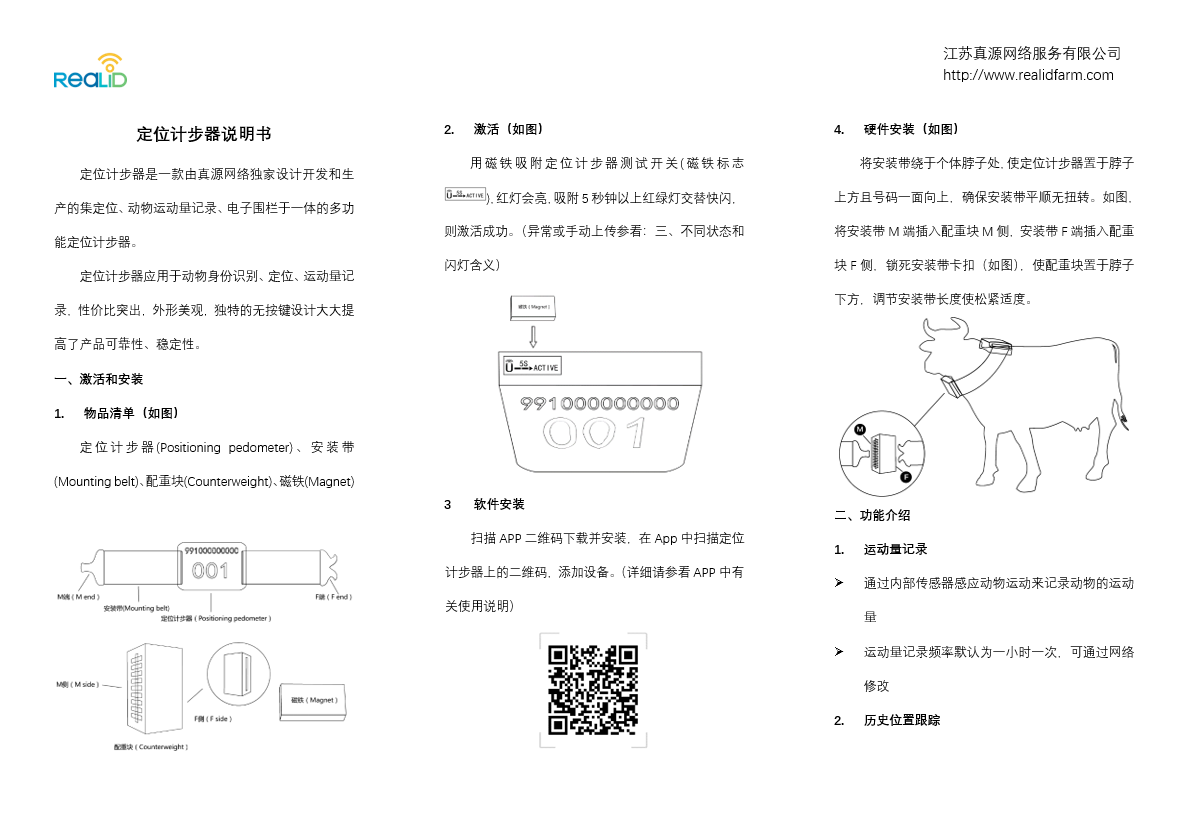 ReaLiD
江苏真源网络服务有限公司
http://www.realidfarm.com
定位计步器说明书
定位计步器是一款由真源网络独家设计开发和生
产的集定位、动物运动量记录、电子围栏于一体的多功
能定位计步器。
定位计步器应用于动物身份识别、定位、运动量记
录，性价比突出，外形美观，独特的无按键设计大大提
高了产品可靠性、稳定性。
一、激活和安装
1. 物品清单（如图）
定位计步器(Positioning pedometer)、安装带
(Mounting belt)、配重块(Counterweight)、磁铁(Magnet)
991000000000
001
M端（M end）
F端（F end）
安装带(Mounting belt)
定位计步器（Positioning pedometer）
M侧（M side）
F侧（F side）
磁铁（Magnet）
配重块（Counterweight）
2. 激活（如图）
用磁铁吸附定位计步器测试开关(磁铁标志
5S ACTIVE),红灯会亮,吸附 5 秒钟以上红绿灯交替快闪，
则激活成功。（异常或手动上传参看：三、不同状态和
闪灯含义）
磁铁（Magnet）
5S ACTIVE
991000000000
001
3 软件安装
扫描 APP 二维码下载并安装，在 App 中扫描定位
计步器上的二维码，添加设备。（详细请参看 APP 中有
关使用说明）
4. 硬件安装（如图）
将安装带绕于个体脖子处,使定位计步器置于脖子
上方且号码一面向上，确保安装带平顺无扭转。如图，
将安装带 M 端插入配重块 M 侧，安装带 F 端插入配重
块 F 侧，锁死安装带卡扣（如图），使配重块置于脖子
下方，调节安装带长度使松紧适度。
M
F
二、功能介绍
1. 运动量记录
➢ 通过内部传感器感应动物运动来记录动物的运动
量
➢ 运动量记录频率默认为一小时一次，可通过网络
修改
2. 历史位置跟踪